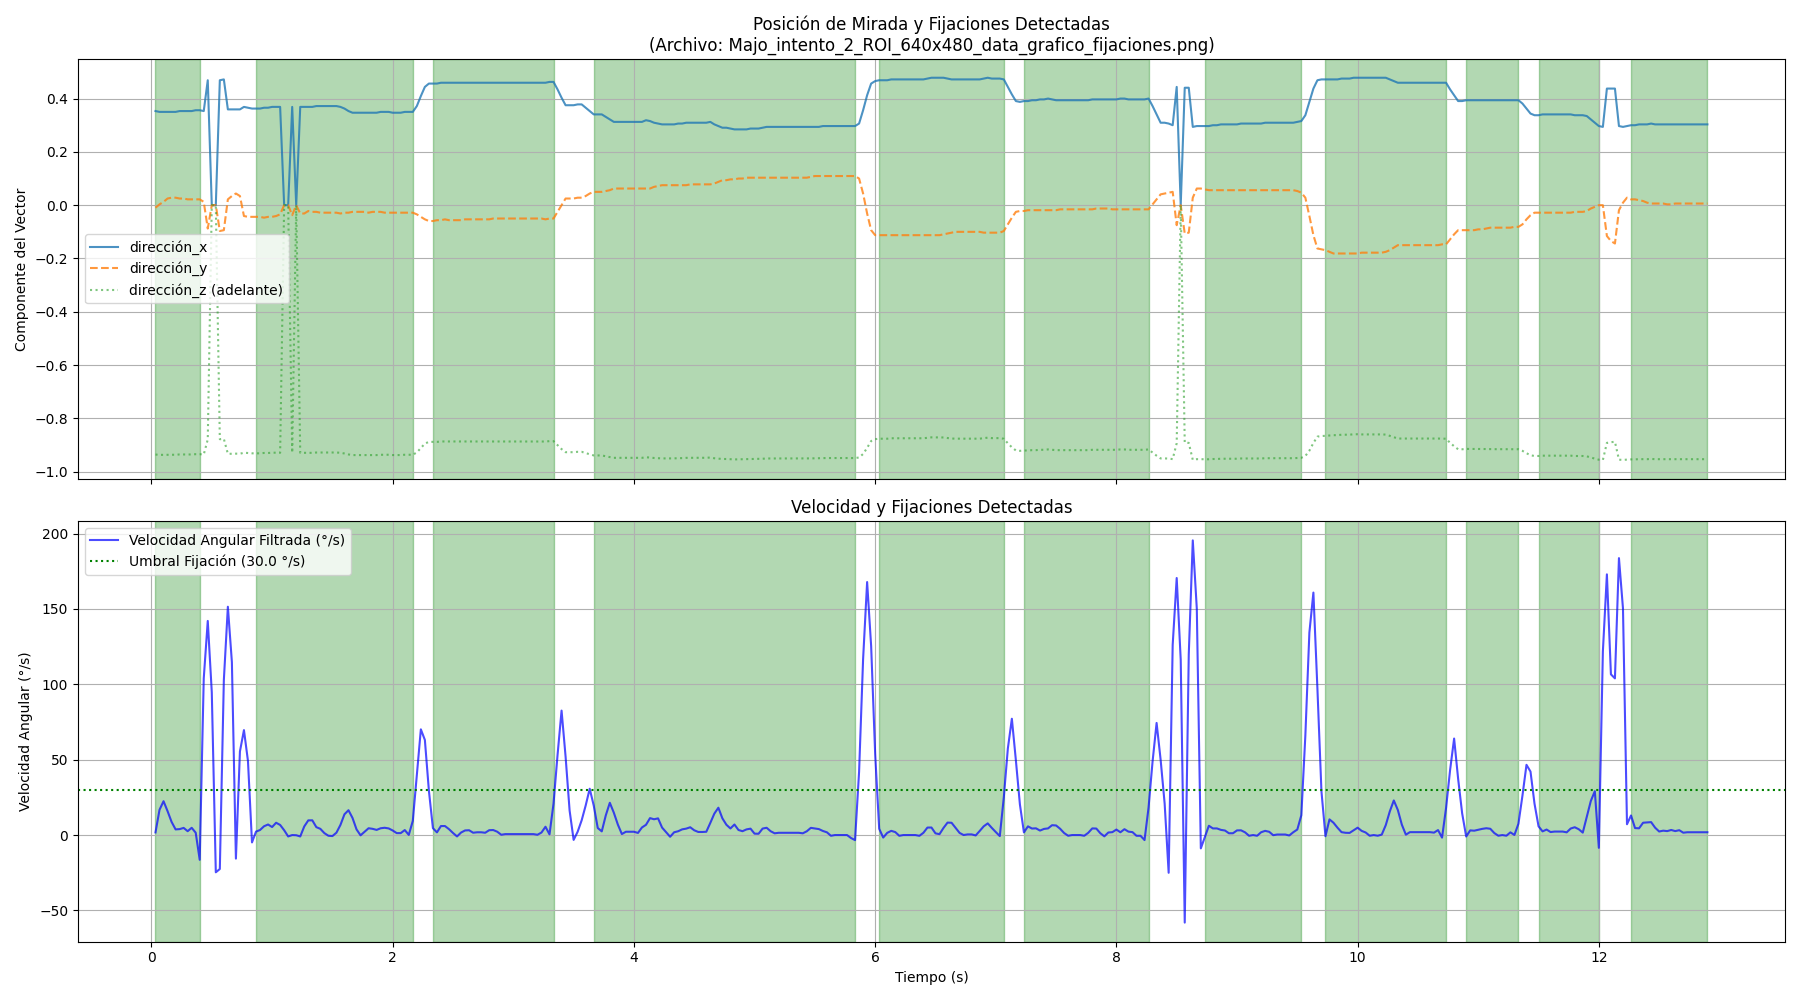 Posición de Mirada y Fijaciones Detectadas
(Archivo: Majo_intento_2_ROI_640x480_data_grafico_fijaciones.png)
Componente del Vector
0.4
0.2
0.0
−0.2
−0.4
−0.6
−0.8
−1.0
dirección_x
dirección_y
dirección_z (adelante)
Velocidad y Fijaciones Detectadas
Velocidad Angular (°/s)
200
150
100
50
0
−50
Velocidad Angular Filtrada (°/s)
Umbral Fijación (30.0 °/s)
0 2 4 6 8 10 12
Tiempo (s)